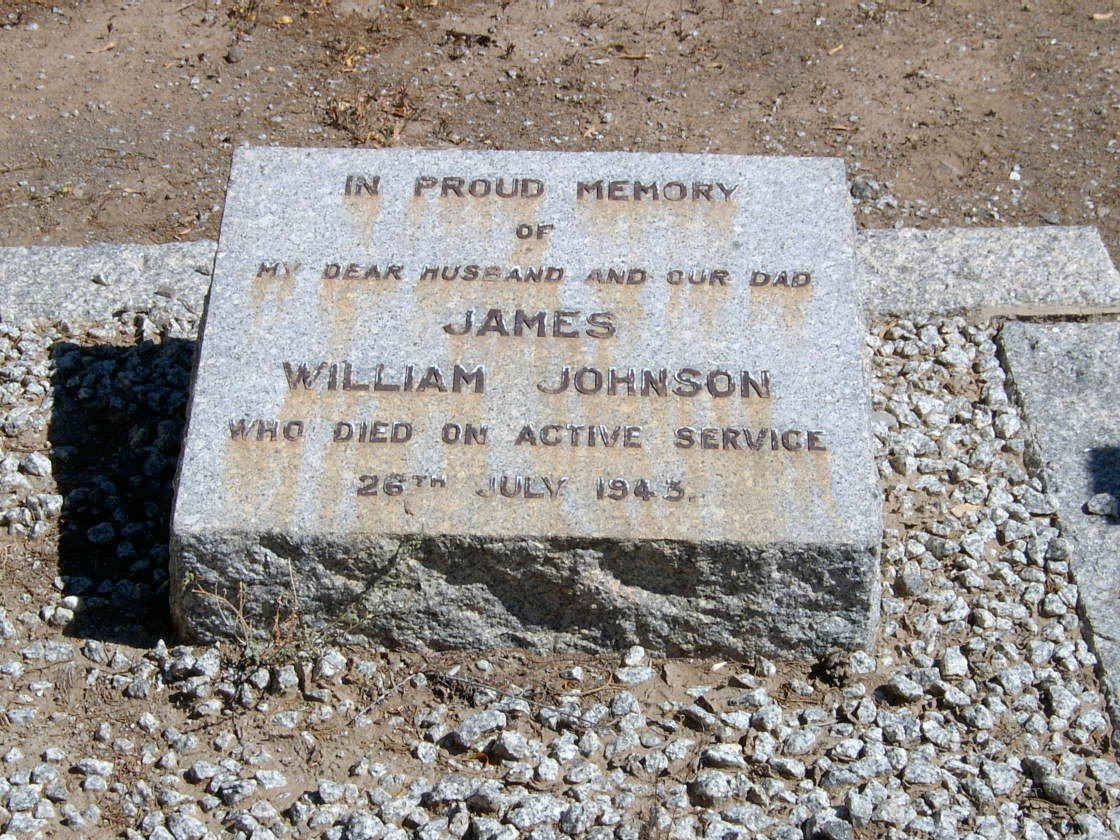 IN PROUD MEMORY
OF
MY DEAR HUSBAND AND OUR DAD
JAMES
WILLIAM JOHNSON
WHO DIED ON ACTIVE SERVICE
26TH JULY 1943.